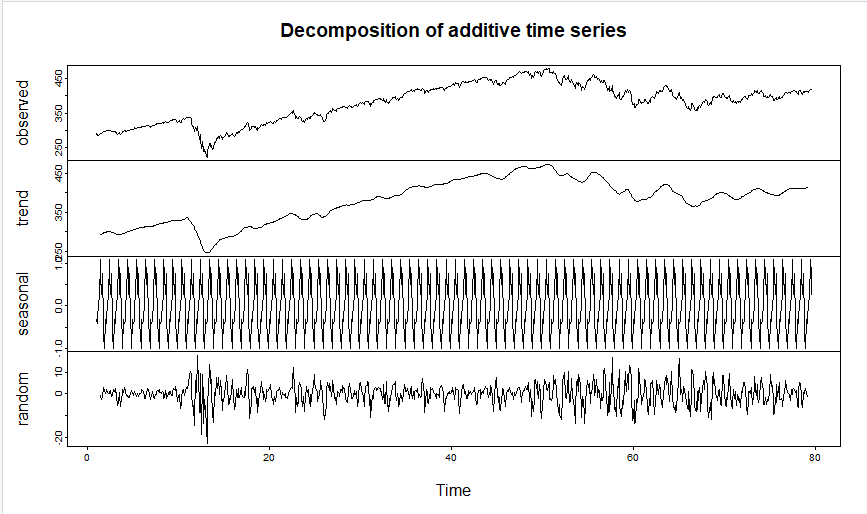 Decomposition of additive time series
observed
450
350
250
trend
450
350
250
seasonal
1.0
0.0
-1.0
random
10
0
-20
0 20 40 60 80
Time